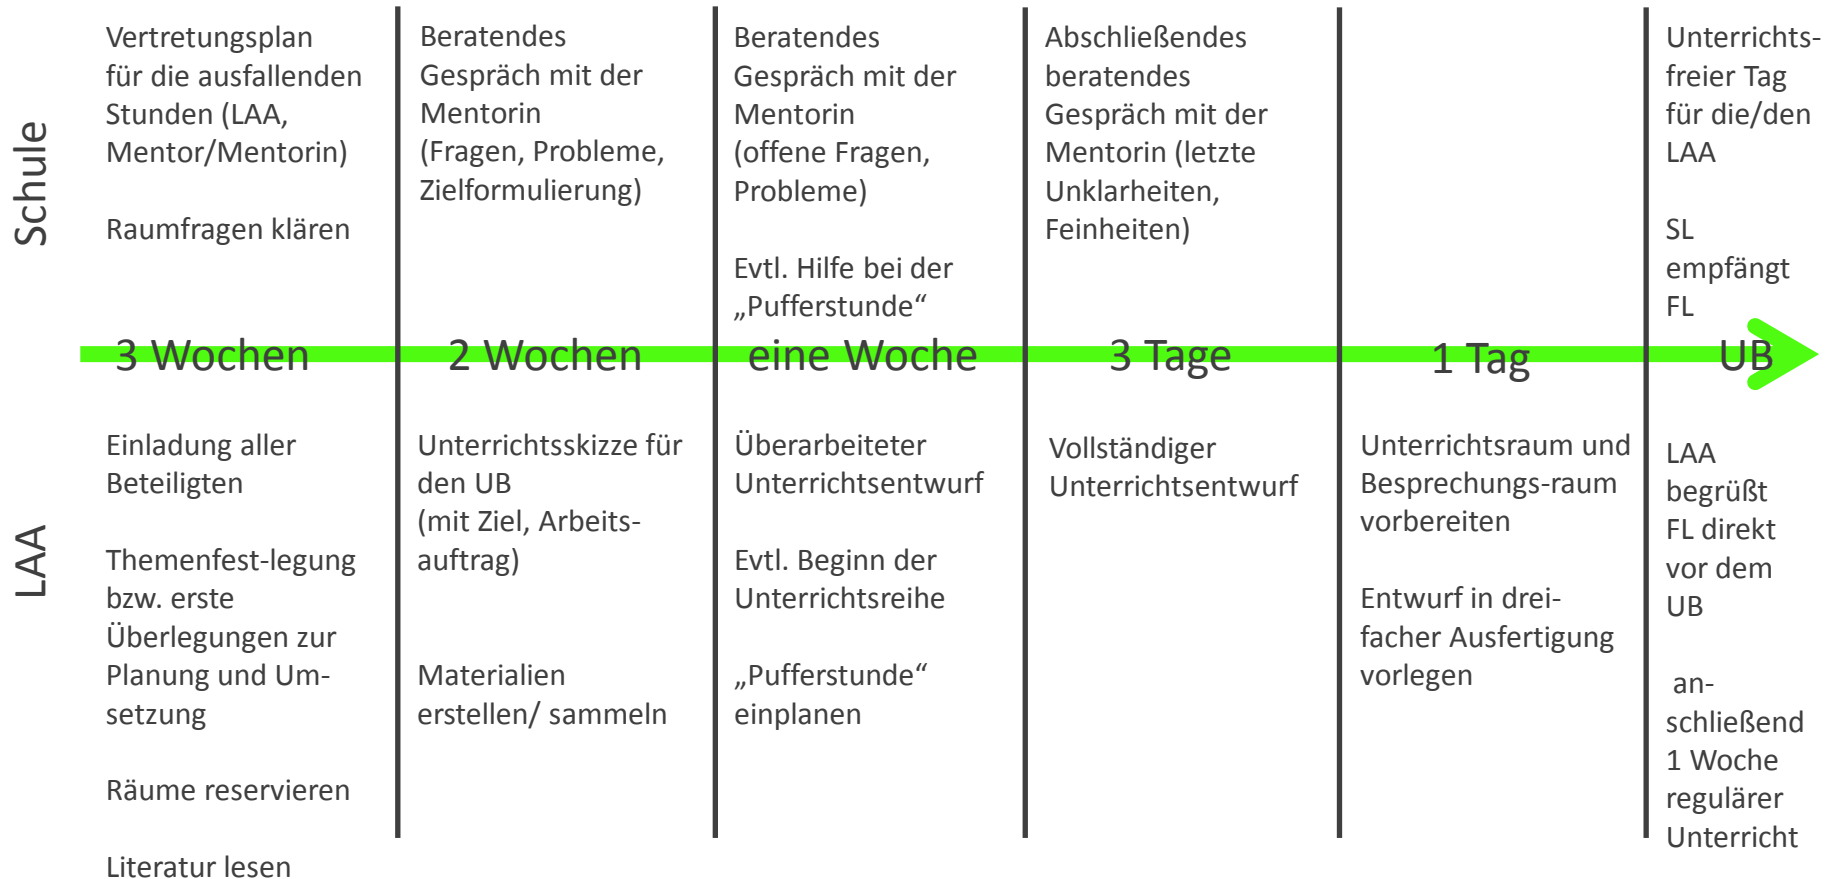 Schule
Vertretungsplan
für die ausfallenden
Stunden (LAA,
Mentor/Mentorin)
Raumfragen klären
Beratendes
Gespräch mit der
Mentorin
(Fragen, Probleme,
Zielformulierung)
Beratendes
Gespräch mit der
Mentorin
(offene Fragen,
Probleme)
Evtl. Hilfe bei der
„Pufferstunde“
Abschließendes
beratendes
Gespräch mit der
Mentorin (letzte
Unklarheiten,
Feinheiten)
Unterrichts-
freier Tag
für die/den
LAA
SL
empfängt
FL
3 Wochen
2 Wochen
eine Woche
3 Tage
1 Tag
UB
LAA
Einladung aller
Beteiligten
Themenfest-legung
bzw. erste
Überlegungen zur
Planung und Um-
setzung
Räume reservieren
Literatur lesen
Unterrichtsskizze für
den UB
(mit Ziel, Arbeits-
auftrag)
Materialien
erstellen/ sammeln
Überarbeiteter
Unterrichtsentwurf
Evtl. Beginn der
Unterrichtsreihe
„Pufferstunde“
einplanen
Vollständiger
Unterrichtsentwurf
Unterrichtsraum und
Besprechungs-raum
vorbereiten
Entwurf in drei-
facher Ausfertigung
vorlegen
LAA
begrüßt
FL direkt
vor dem
UB
an-
schließend
1 Woche
regulärer
Unterricht